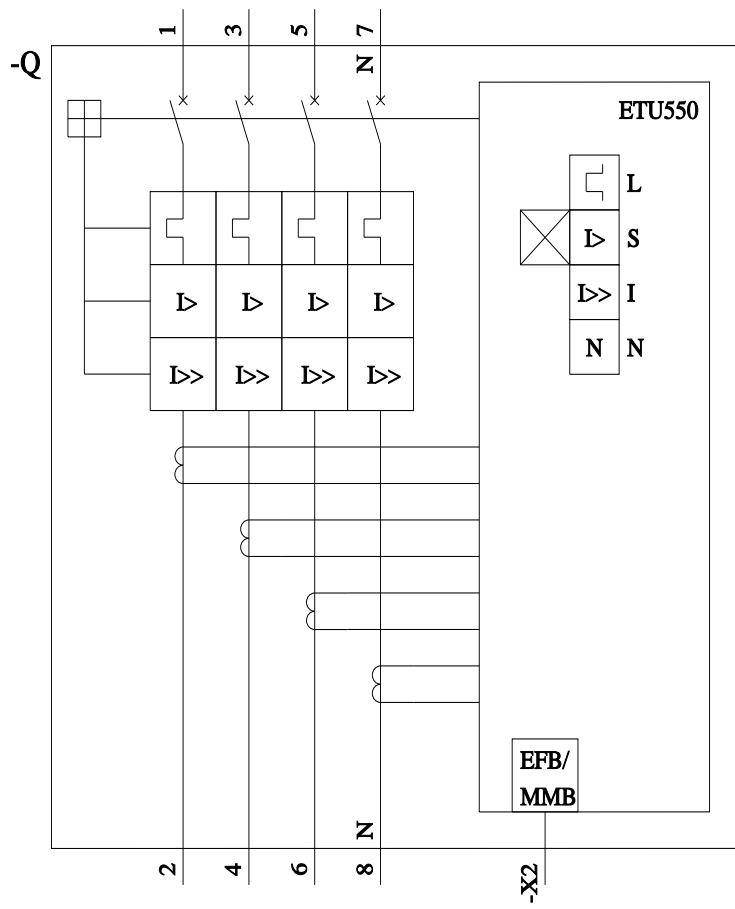 1 3 5 7
-Q
N
ETU550
L
I> S
I> I> I> I> I>> I
I>> I>> I>> I>> N N
EFB/
MMB
N
2 4 6 8
-X2